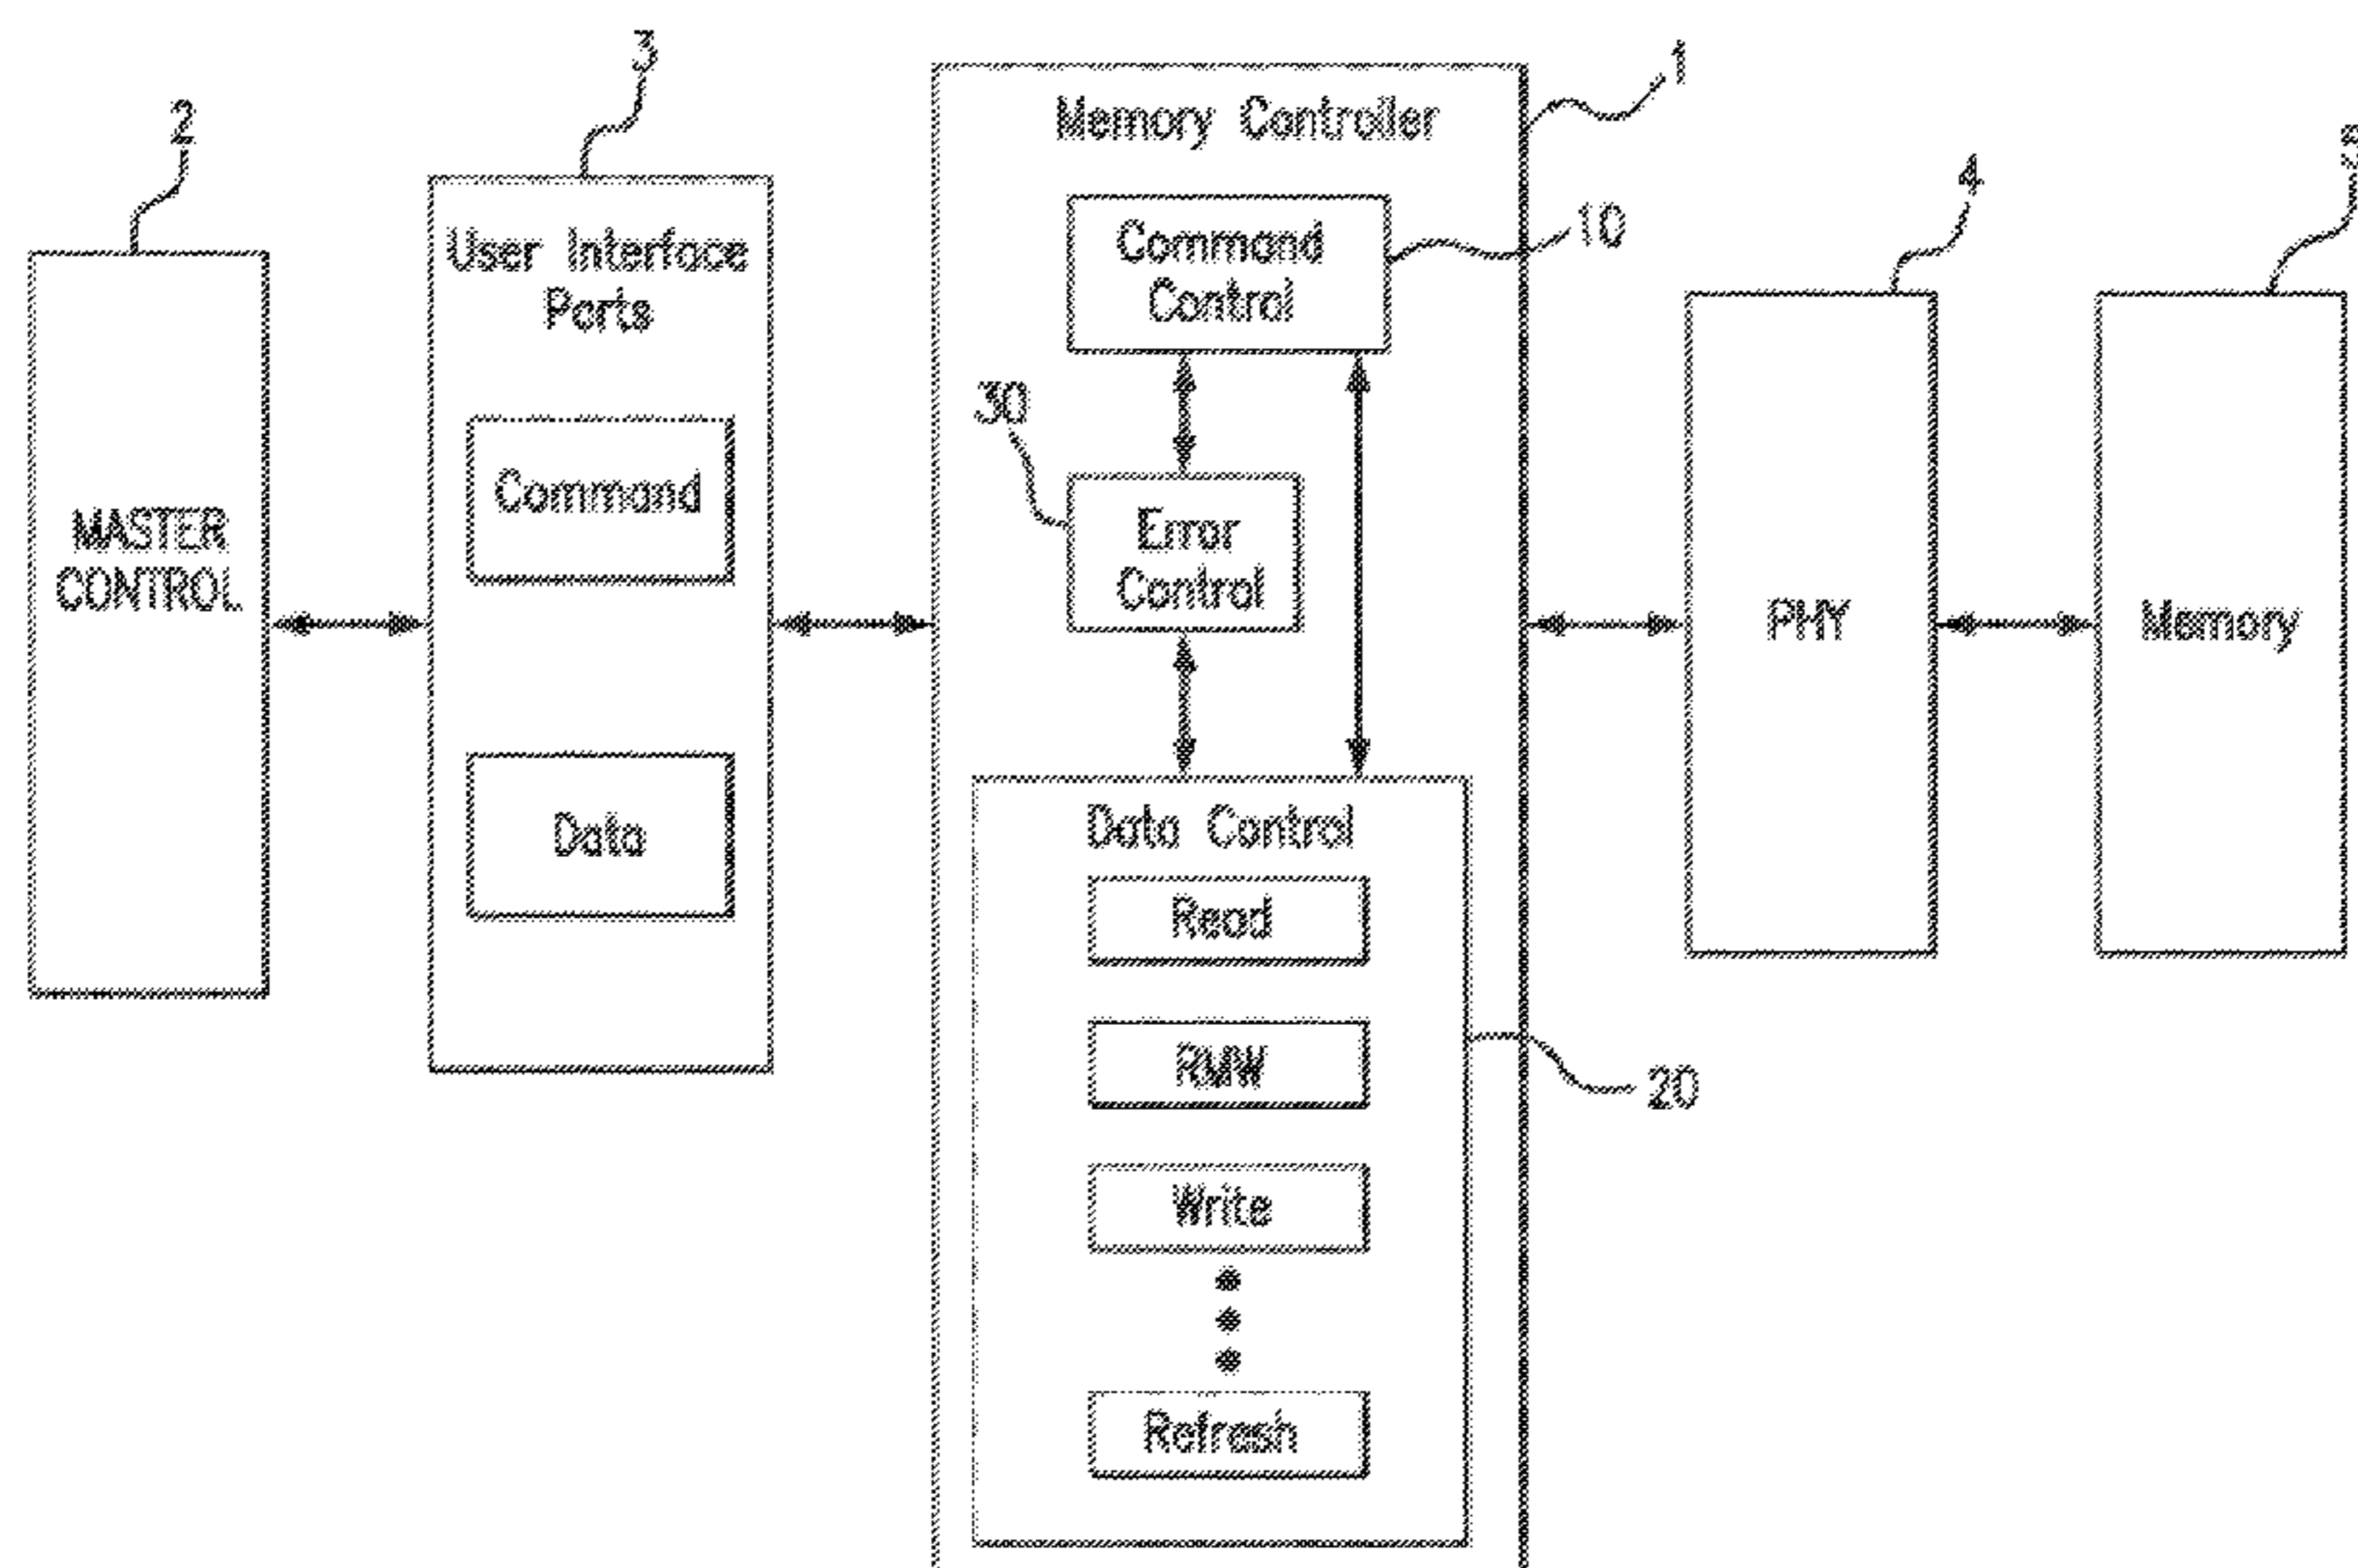 3
1
2
Memory Controller
5
4
10
User Interface
Ports
Command
Control
30
Command
Error
Control
MASTER
CONTROL
PHY
Memory
Data
Data Control
Read
RMW
20
Write
Refresh